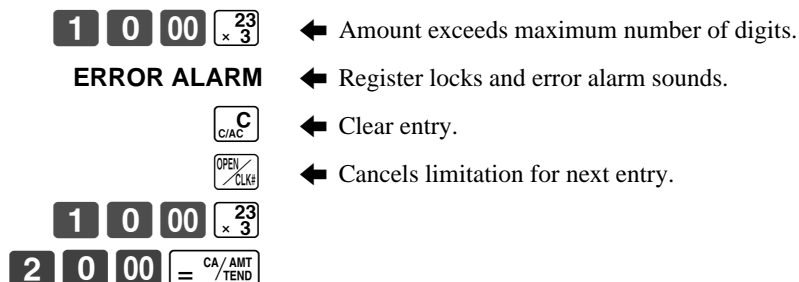 1 0 00 × 23 3 Amount exceeds maximum number of digits.
ERROR ALARM Register locks and error alarm sounds.
C C/AC Clear entry.
OPEN/CLK# Cancels limitation for next entry.
1 0 00 × 23 3
2 0 00 = CA/AMT TEND